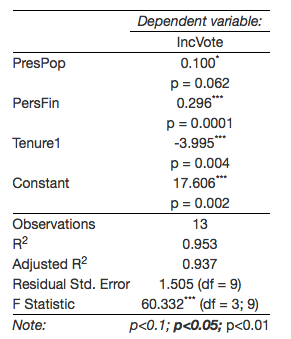 Dependent variable:
IncVote
PresPop 0.100*
p = 0.062
PersFin 0.296***
p = 0.0001
Tenure1 -3.995***
p = 0.004
Constant 17.606***
p = 0.002
Observations 13
R2 0.953
Adjusted R2 0.937
Residual Std. Error 1.505 (df = 9)
F Statistic 60.332*** (df = 3; 9)
Note: p<0.1; p<0.05; p<0.01